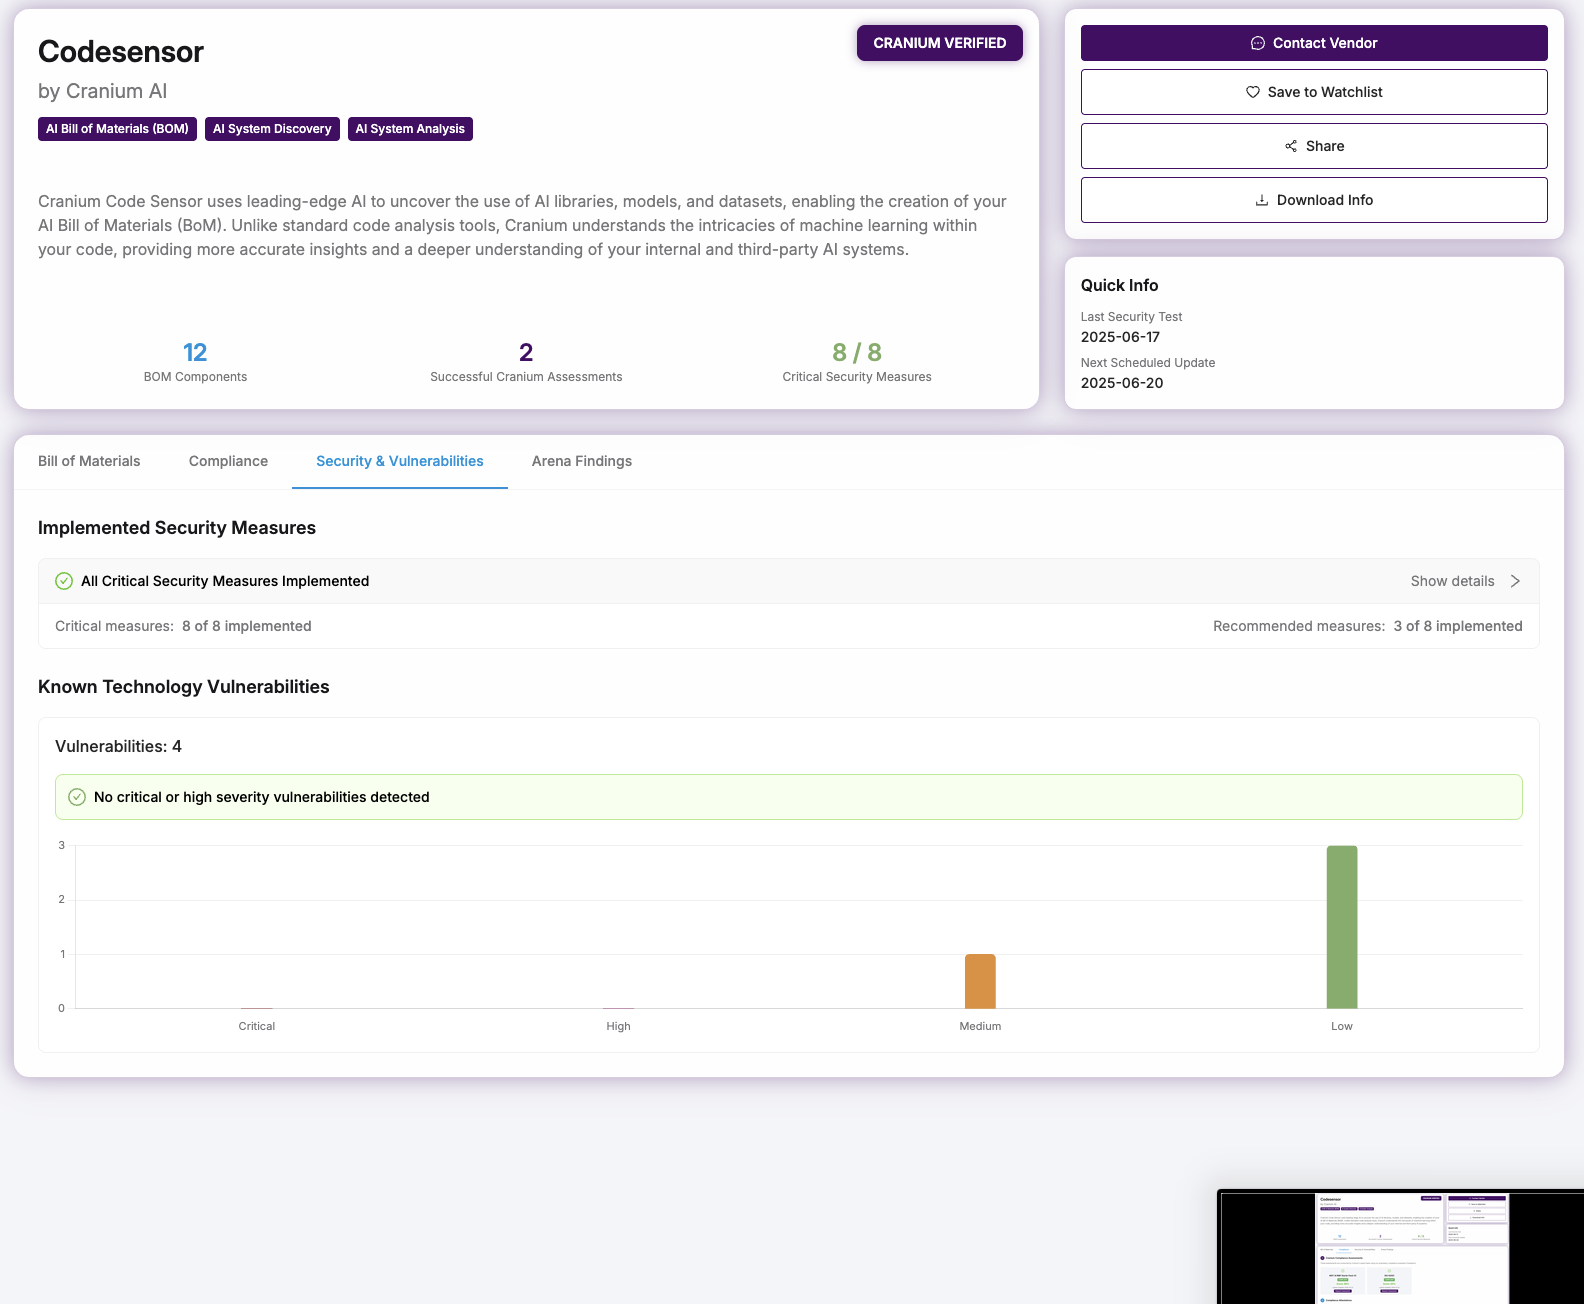 Codesensor
CRANIUM VERIFIED
by Cranium AI
AI Bill of Materials (BOM)
AI System Discovery
AI System Analysis
Cranium Code Sensor uses leading-edge AI to uncover the use of AI libraries, models, and datasets, enabling the creation of your
AI Bill of Materials (BoM). Unlike standard code analysis tools, Cranium understands the intricacies of machine learning within
your code, providing more accurate insights and a deeper understanding of your internal and third-party AI systems.
12
BOM Components
2
Successful Cranium Assessments
8 / 8
Critical Security Measures
Contact Vendor
Save to Watchlist
Share
Download Info
Quick Info
Last Security Test
2025-06-17
Next Scheduled Update
2025-06-20
Bill of Materials
Compliance
Security & Vulnerabilities
Arena Findings
Implemented Security Measures
All Critical Security Measures Implemented
Show details
Critical measures: 8 of 8 implemented
Recommended measures: 3 of 8 implemented
Known Technology Vulnerabilities
Vulnerabilities: 4
No critical or high severity vulnerabilities detected
3
2
1
0
Critical
High
Medium
Low
Codesensor